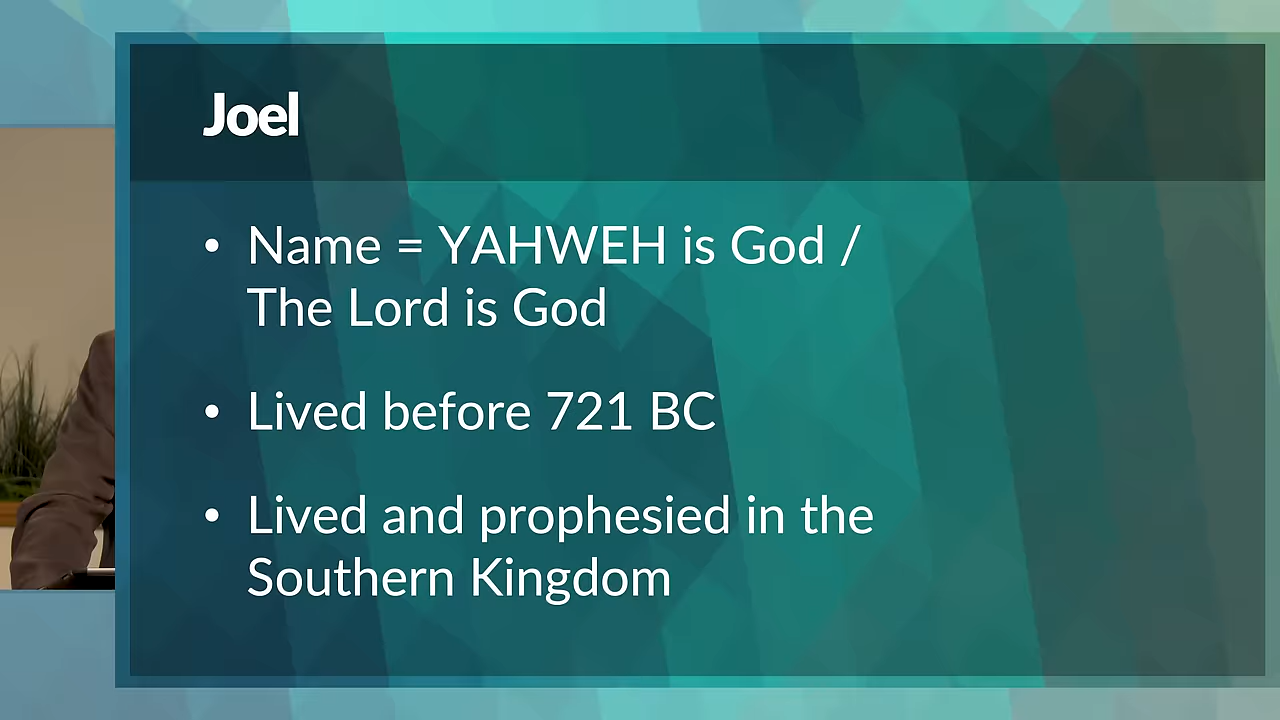 Joel
• Name = YAHWEH is God /
The Lord is God
• Lived before 721 BC
• Lived and prophesied in the
Southern Kingdom